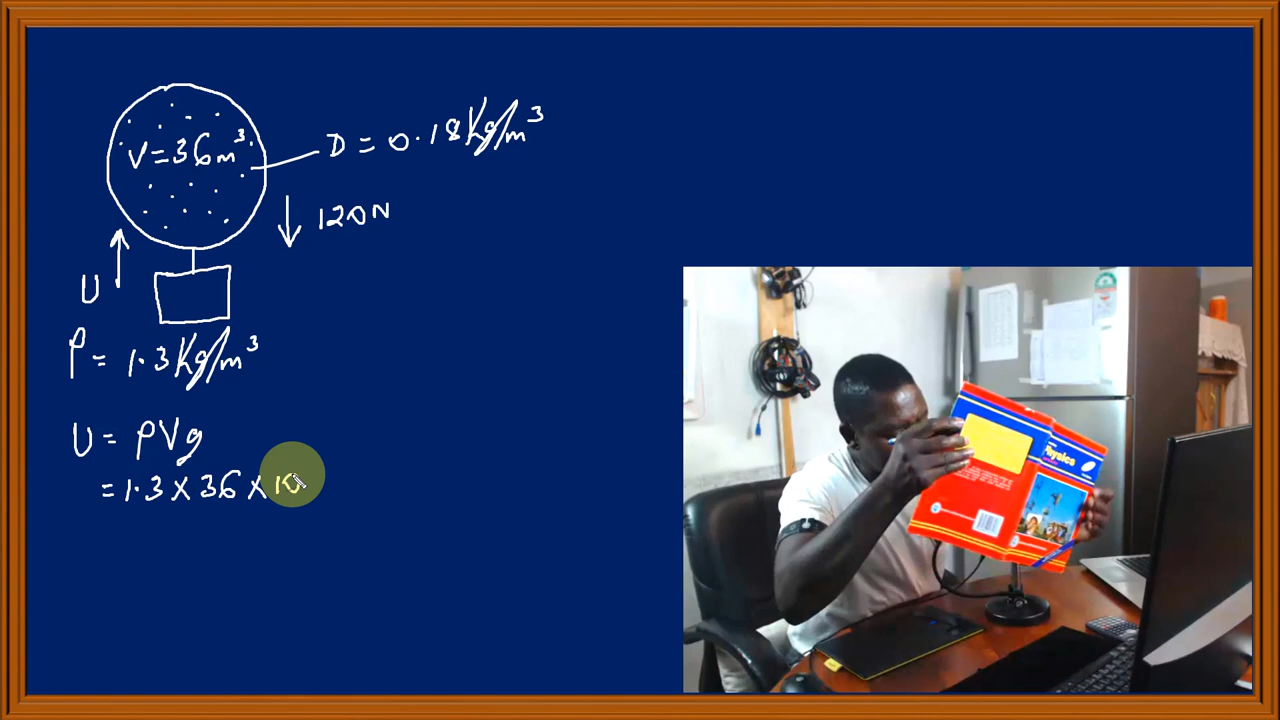 V=36m³
D = 0.18Kg/m³
120N
U
ρ = 1.3Kg/m³
U = ρVg
= 1.3 × 36 × 10
Physics